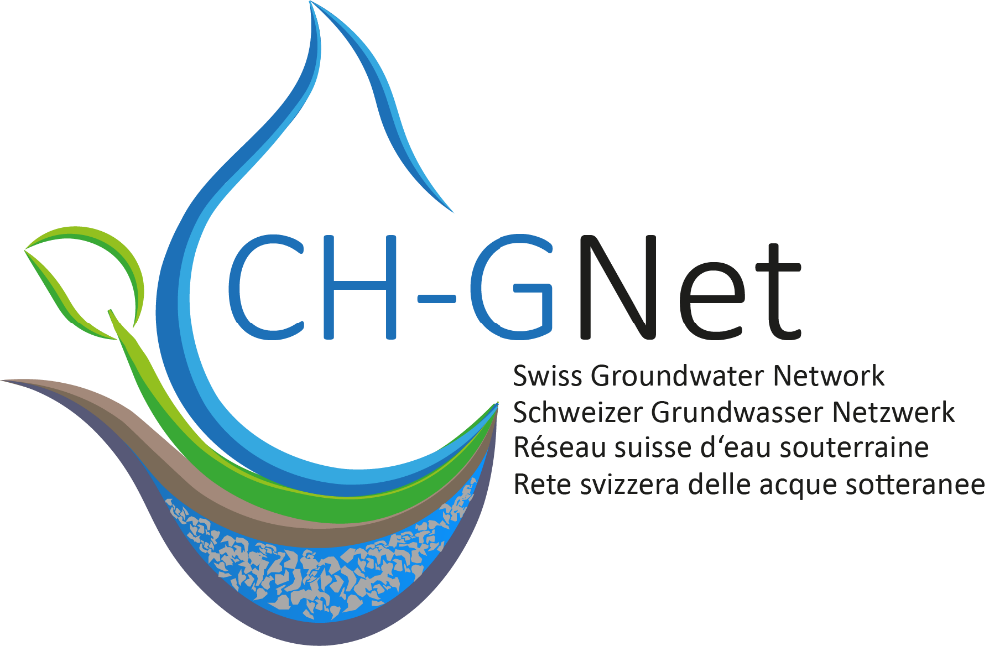 CH-GNet
Swiss Groundwater Network
Schweizer Grundwasser Netzwerk
Réseau suisse d‘eau souterraine
Rete svizzera delle acque sotteranee